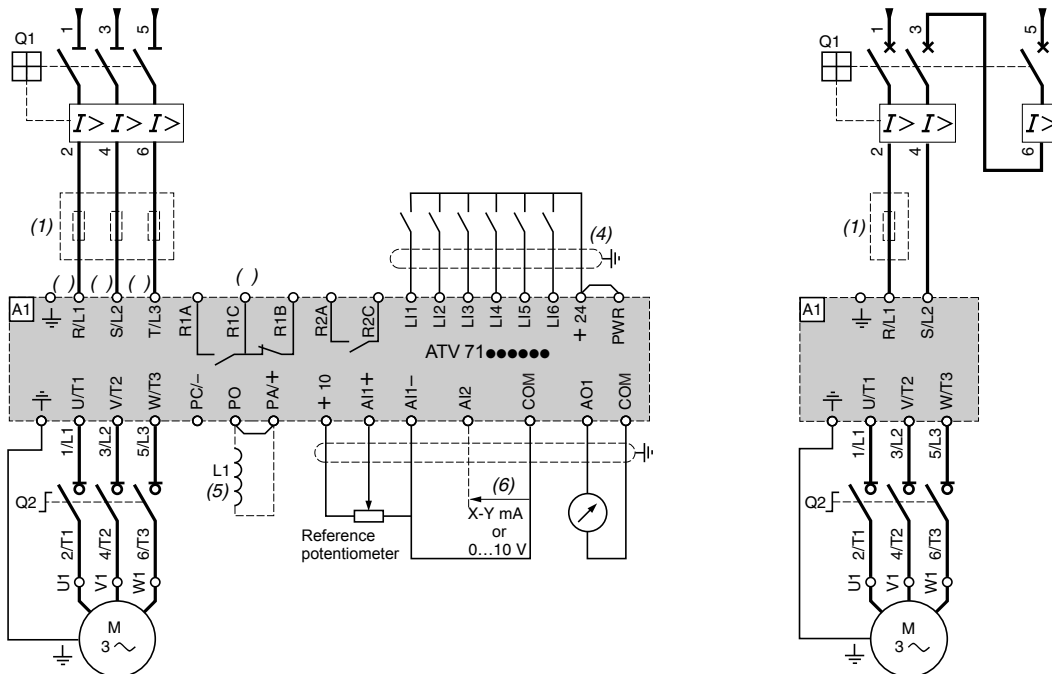 1 3 5
Q1
I> I> I>
2 4 6
(1)
(4)
( ) ( ) ( ) ( )
A1
R/L1 S/L2 T/L3 R1A R1C R1B R2A R2C LI1 LI2 LI3 LI4 LI5 LI6 + 24 PWR
ATV 71●●●●●●
U/T1 V/T2 W/T3 PC/– PO PA/+ + 10 AI1+ AI1– AI2 COM AO1 COM
1/L1 3/L2 5/L3
Q2
L1
(5)
(6)
X-Y mA
or
0...10 V
Reference
potentiometer
2/T1 4/T2 6/T3
U1 V1 W1
M
3
1 3 5
Q1
I> I> I>
2 4 6
(1)
A1
R/L1 S/L2
U/T1 V/T2 W/T3
1/L1 3/L2 5/L3
Q2
2/T1 4/T2 6/T3
U1 V1 W1
M
3